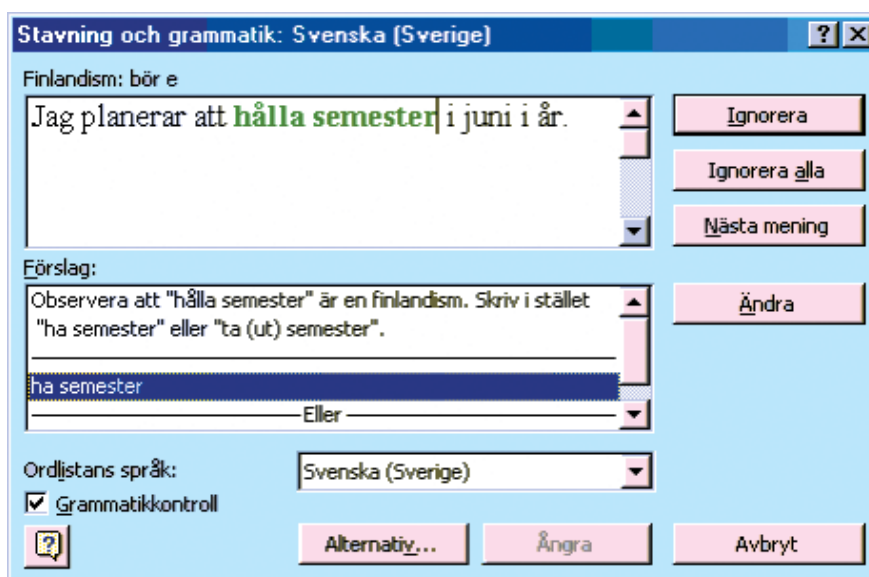 Stavning och grammatik: Svenska (Sverige)
Finlandism: bör e
Jag planerar att hålla semester i juni i år.
Ignorera
Ignorera alla
Nästa mening
Förslag:
Observera att "hålla semester" är en finlandism. Skriv i stället
"ha semester" eller "ta (ut) semester".
Ändra
ha semester
Eller
Ordlistans språk:
Svenska (Sverige)
Grammatikkontroll
Alternativ...
Ångra
Avbryt